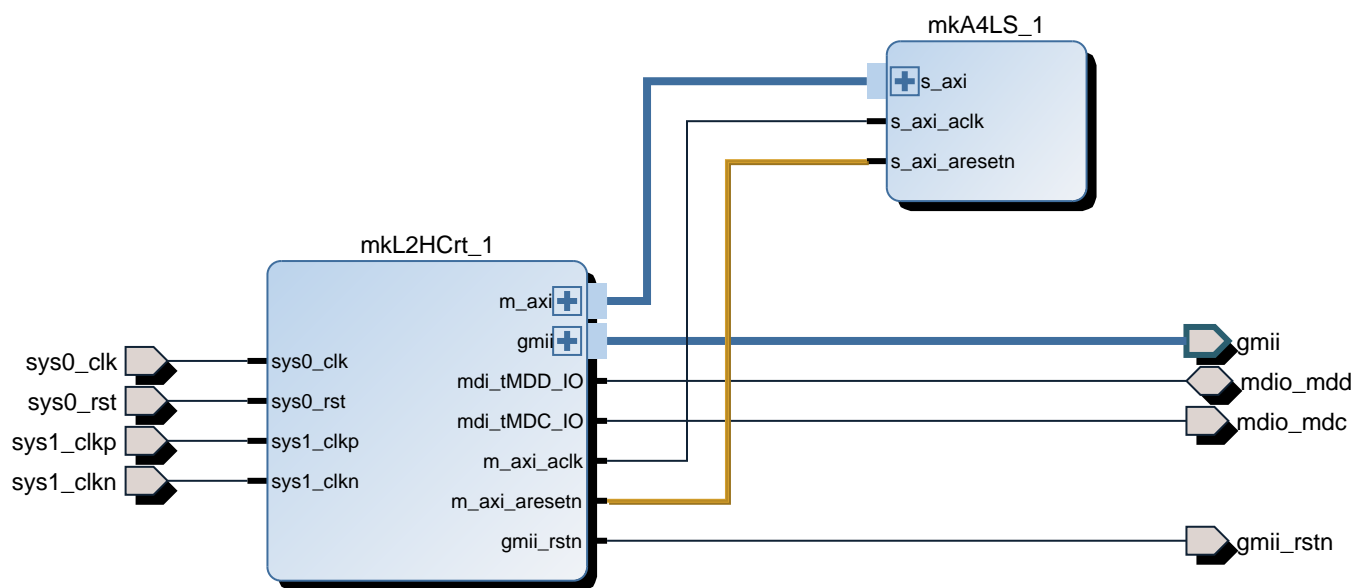 mkA4LS_1
s_axi
s_axi_aclk
s_axi_aresetn
mkL2HCrt_1
m_axi
gmii
mdi_tMDD_IO
mdi_tMDC_IO
m_axi_aclk
m_axi_aresetn
gmii_rstn
sys0_clk
sys0_rst
sys1_clkp
sys1_clkn
sys0_clk
sys0_rst
sys1_clkp
sys1_clkn
gmii
mdio_mdd
mdio_mdc
gmii_rstn